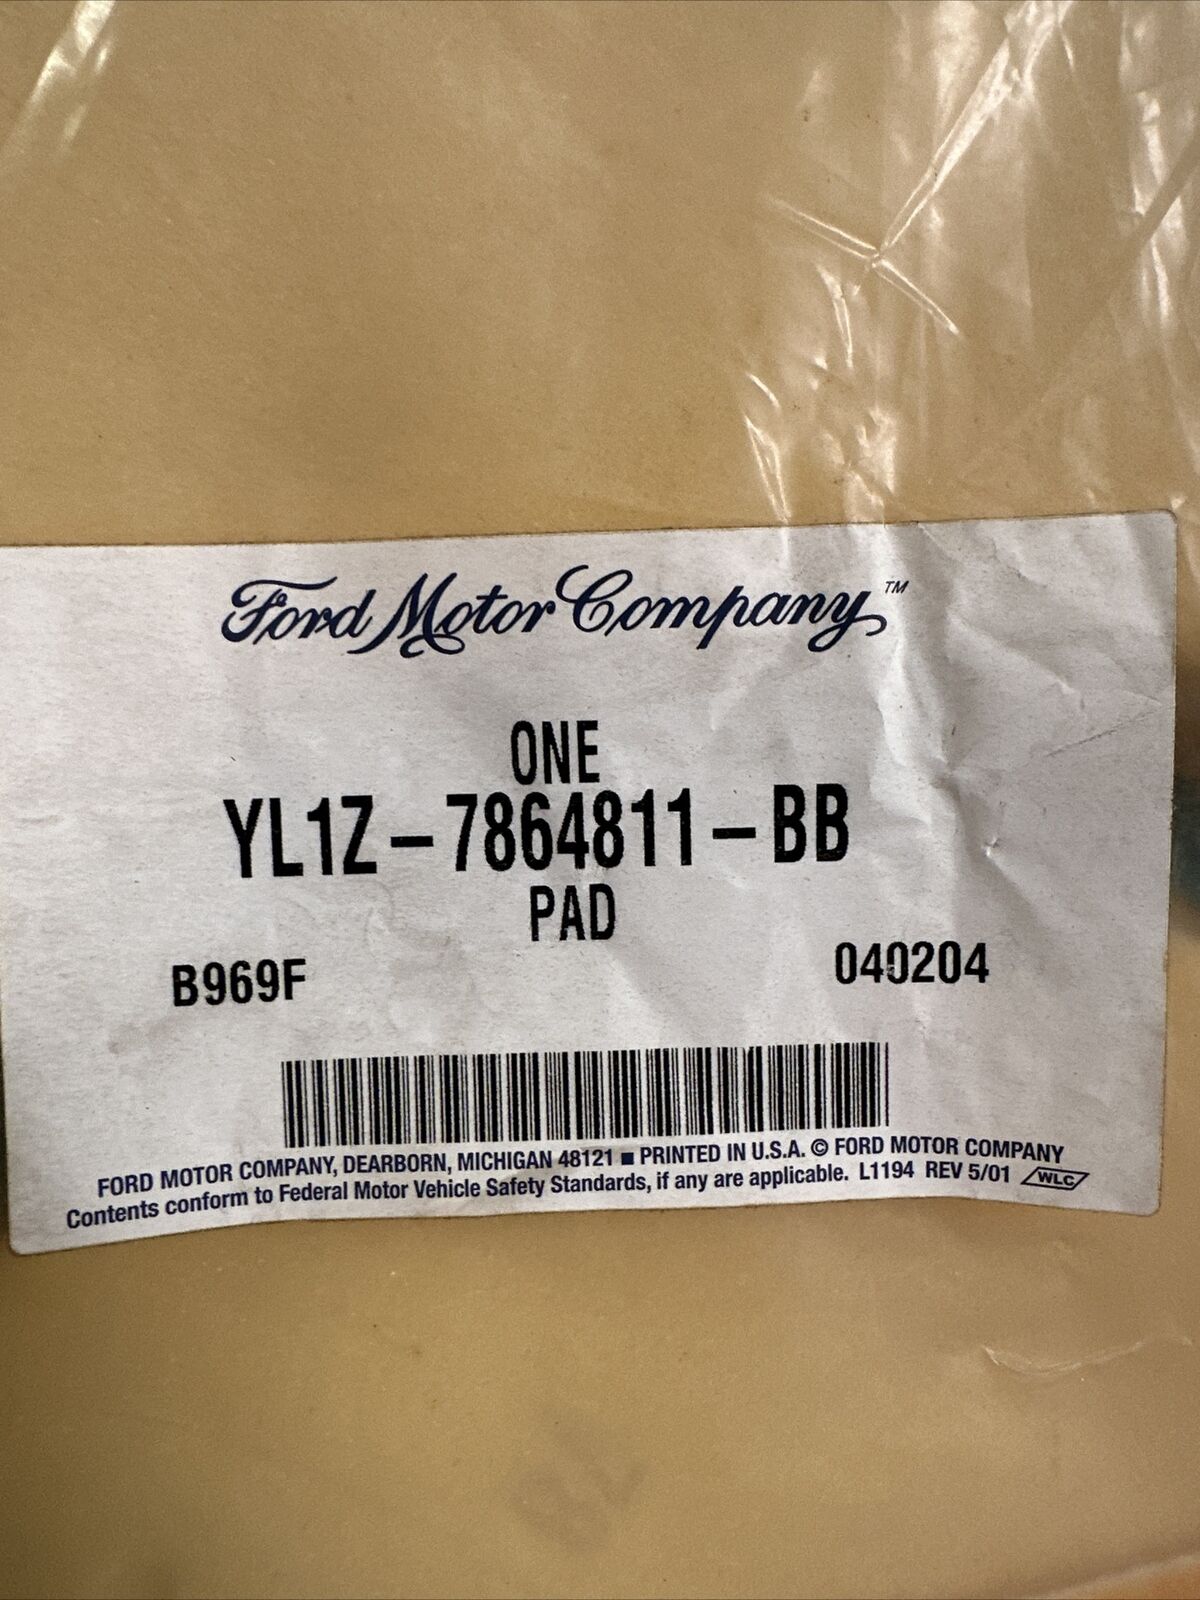 Ford Motor Company™
ONE
YL1Z-7864811-BB
PAD
B969F 040204
FORD MOTOR COMPANY, DEARBORN, MICHIGAN 48121 ■ PRINTED IN U.S.A. © FORD MOTOR COMPANY
Contents conform to Federal Motor Vehicle Safety Standards, if any are applicable. L1194 REV 5/01 WLC